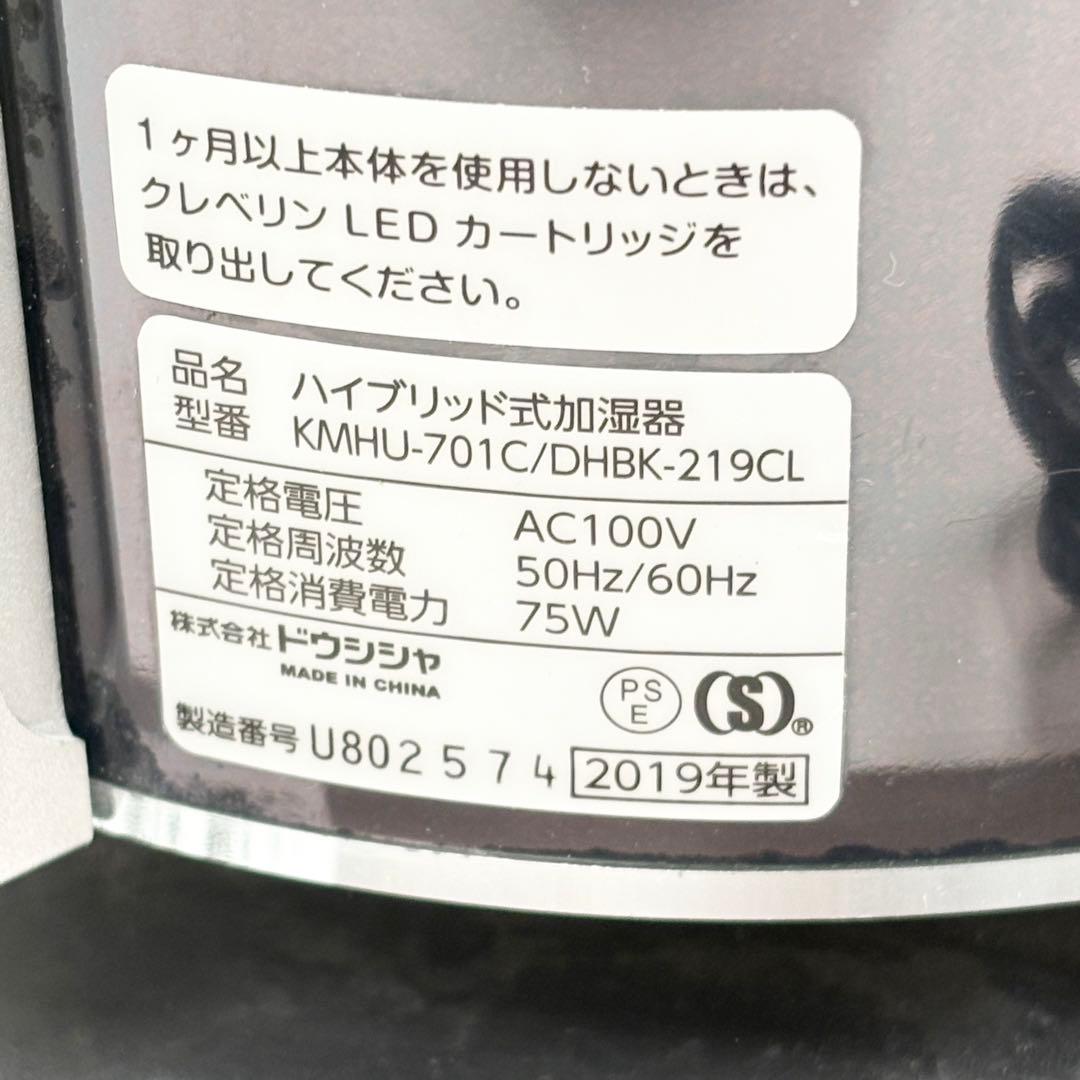 1ヶ月以上本体を使用しないときは、
クレベリン LED カートリッジを
取り出してください。
品名 ハイブリッド式加湿器
型番 KMHU-701C/DHBK-219CL
定格電圧 AC100V
定格周波数 50Hz/60Hz
定格消費電力 75W
株式会社ドウシシャ
MADE IN CHINA
PS
E
(S)®
製造番号 U802574 2019年製